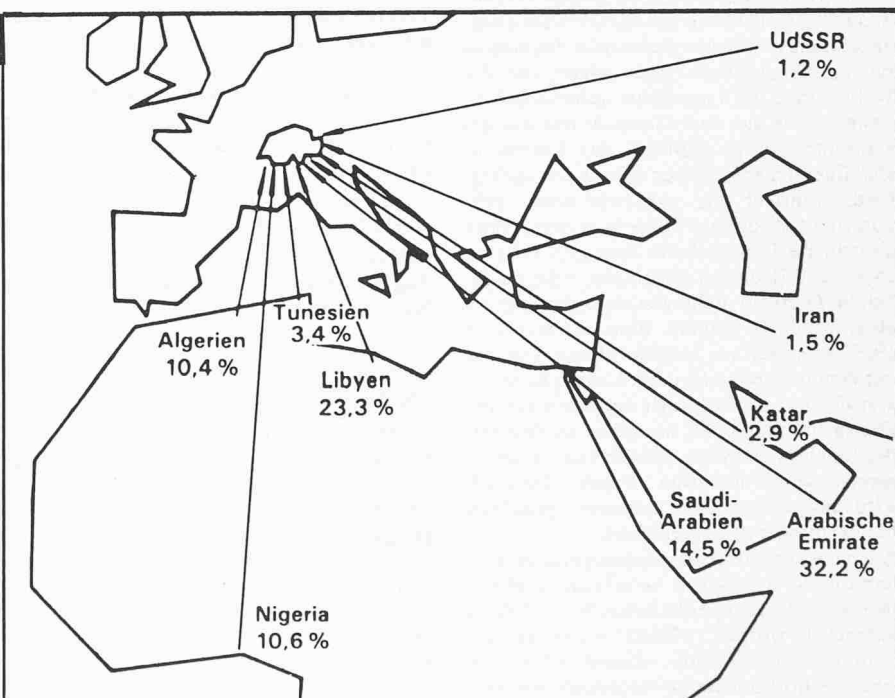 UdSSR
1,2 %
Iran
1,5 %
Tunesien
3,4 %
Algerien
10,4 %
Libyen
23,3 %
Katar
2,9 %
Saudi-
Arabien
14,5 %
Arabische
Emirate
32,2 %
Nigeria
10,6 %